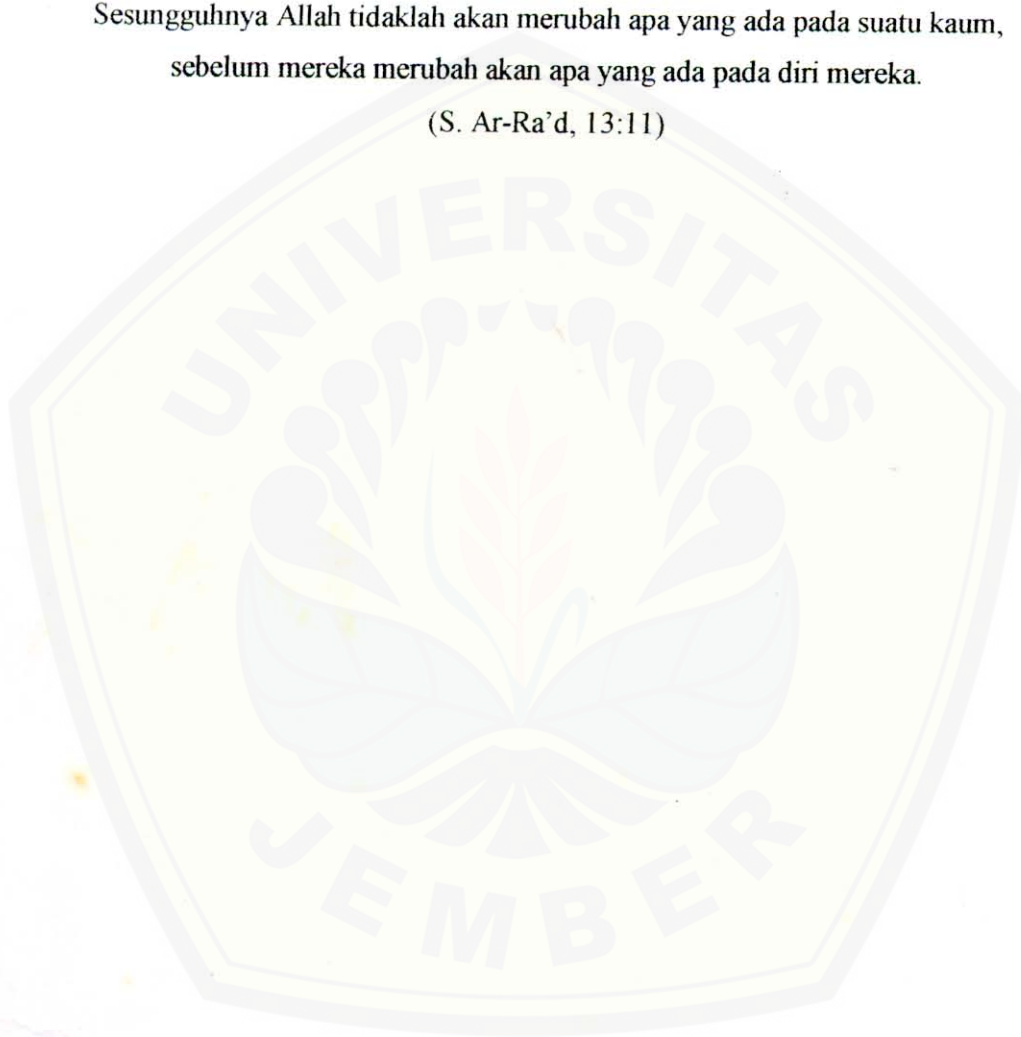 Sesungguhnya Allah tidaklah akan merubah apa yang ada pada suatu kaum,
sebelum mereka merubah akan apa yang ada pada diri mereka.
(S. Ar-Ra'd, 13:11)
UNIVERSITAS
JEMBER